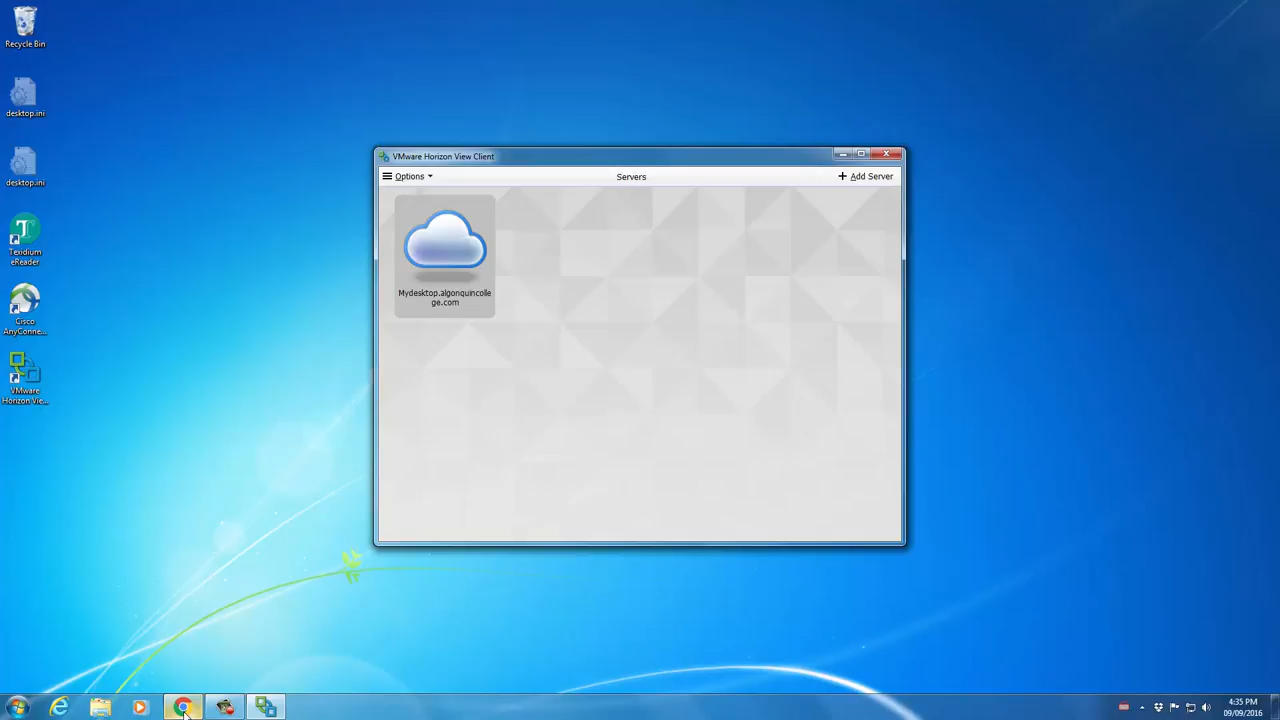 Recycle Bin
desktop.ini
desktop.ini
Texidium
eReader
Cisco
AnyConne...
VMware
Horizon Vie...
VMware Horizon View Client
Options
Servers
+ Add Server
Mydesktop.algonquincolle
ge.com
4:35 PM
09/09/2016